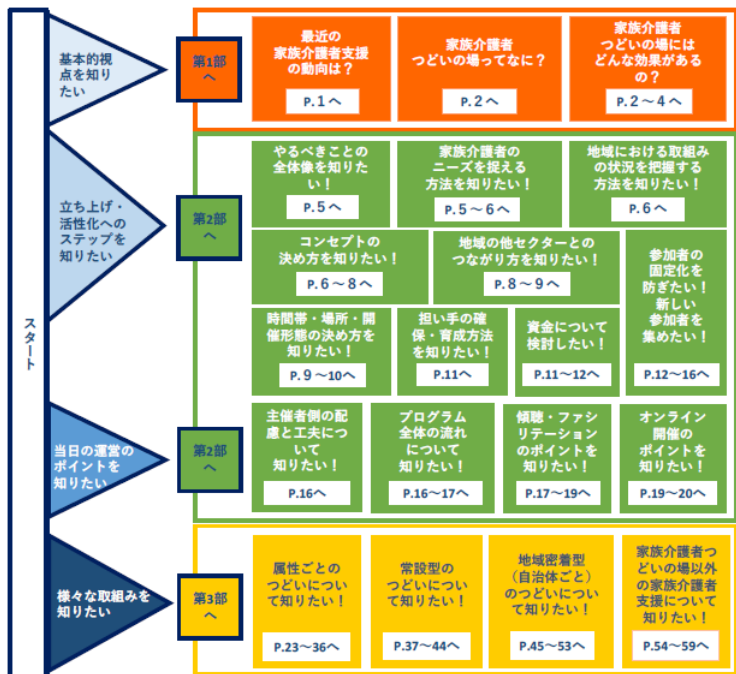 スタート
基本的視
点を知り
たい
第1部
へ
最近の
家族介護者支援
の動向は？
P.1へ
家族介護者
つどいの場ってなに？
P.2へ
家族介護者
つどいの場には
どんな効果がある
の？
P.2～4へ
立ち上げ・
活性化への
ステップを
知りたい
第2部
へ
やるべきことの
全体像を知りた
い！
P.5へ
家族介護者の
ニーズを捉える
方法を知りたい！
P.5～6へ
地域における取組み
の状況を把握する
方法を知りたい！
P.6へ
コンセプトの
決め方を知りたい！
P.6～8へ
地域の他セクターとの
つながり方を知りたい！
P.8～9へ
参加者の
固定化を
防ぎたい！
新しい
参加者を
集めたい！
P.12～16へ
時間帯・場所・開
催形態の決め方を
知りたい！
P.9～10へ
担い手の確
保・育成方法
を知りたい！
P.11へ
資金について
検討したい！
P.11～12へ
当日の運営の
ポイントを
知りたい
第2部
へ
主催者側の配
慮と工夫につ
いて
知りたい！
P.16へ
プログラム
全体の流れ
について
知りたい！
P.16～17へ
傾聴・ファシ
リテーション
のポイントを
知りたい！
P.17～19へ
オンライン
開催の
ポイントを
知りたい！
P.19～20へ
様々な取組みを
知りたい
第3部
へ
属性ごとの
つどいについ
て知りたい！
P.23～36へ
常設型の
つどいについ
て知りたい！
P.37～44へ
地域密着型
（自治体ごと）
のつどいについ
て知りたい！
P.45～53へ
家族介護者つ
どいの場以外
の家族介護者
支援について
知りたい！
P.54～59へ